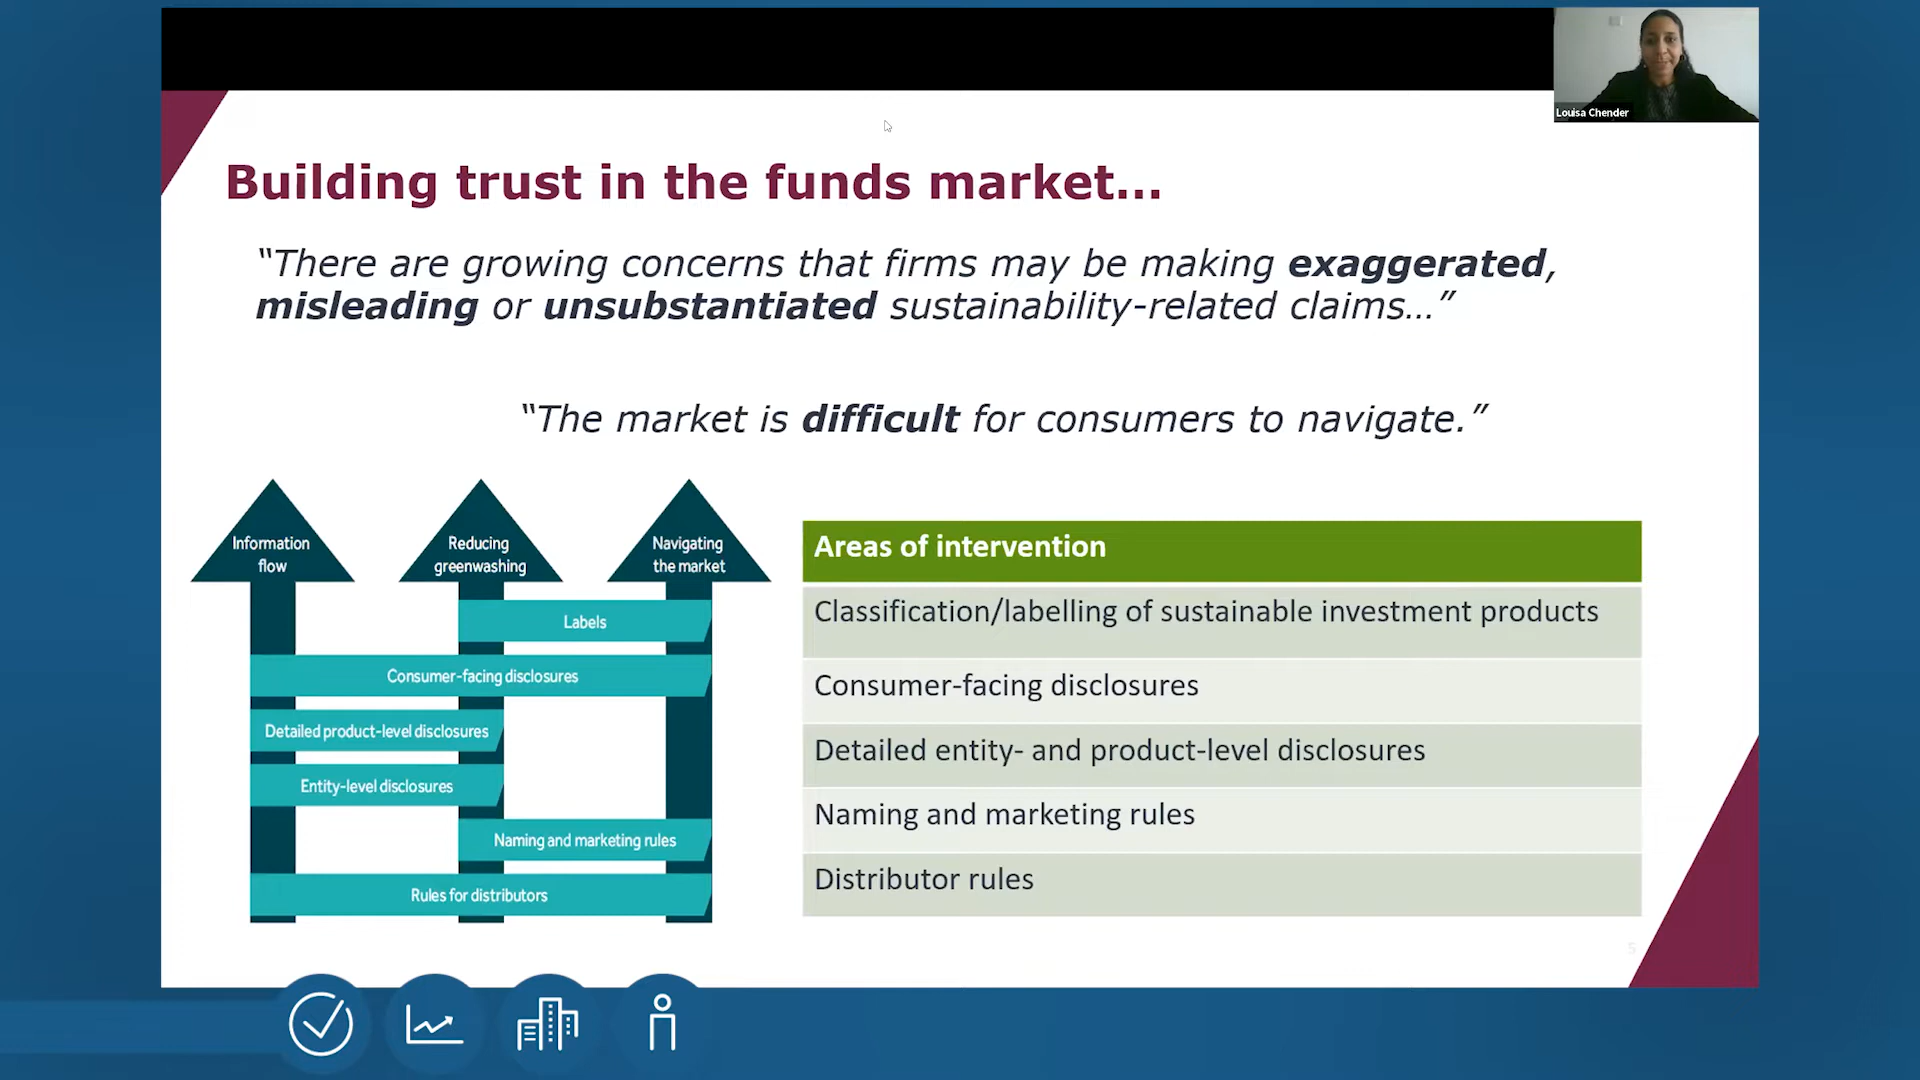 Louisa Chender
Building trust in the funds market...
“There are growing concerns that firms may be making exaggerated,
misleading or unsubstantiated sustainability-related claims...”
“The market is difficult for consumers to navigate.”
Information
flow
Reducing
greenwashing
Navigating
the market
Labels
Consumer-facing disclosures
Detailed product-level disclosures
Entity-level disclosures
Naming and marketing rules
Rules for distributors
Areas of intervention
Classification/labelling of sustainable investment products
Consumer-facing disclosures
Detailed entity- and product-level disclosures
Naming and marketing rules
Distributor rules
5